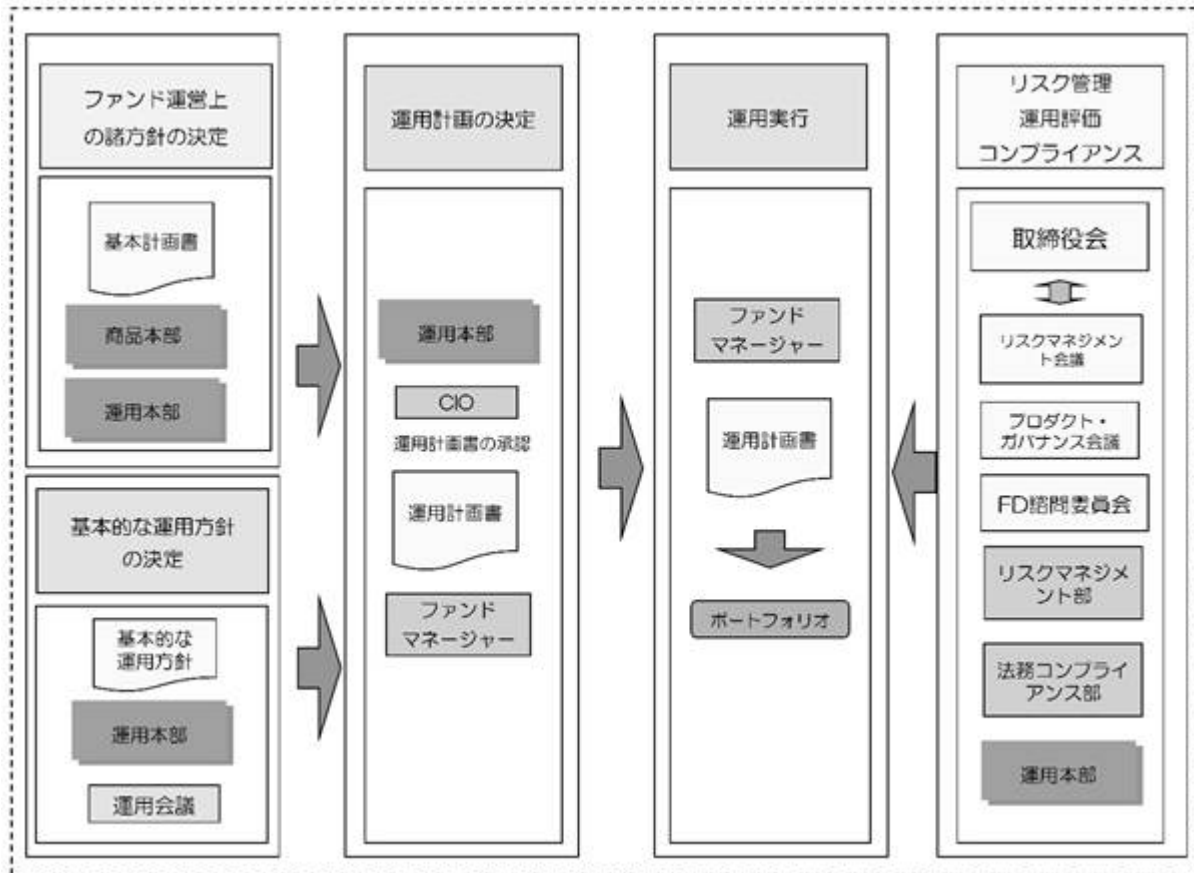 ファンド運営上
の諸方針の決定
基本計画書
商品本部
運用本部
基本的な運用方針
の決定
基本的な
運用方針
運用本部
運用会議
運用計画の決定
運用本部
CIO
運用計画書の承認
運用計画書
ファンド
マネージャー
運用実行
ファンド
マネージャー
運用計画書
ポートフォリオ
リスク管理
運用評価
コンプライアンス
取締役会
リスクマネジメン
ト会議
プロダクト・
ガバナンス会議
FD諮問委員会
リスクマネジメ
ント部
法務コンプライ
アンス部
運用本部